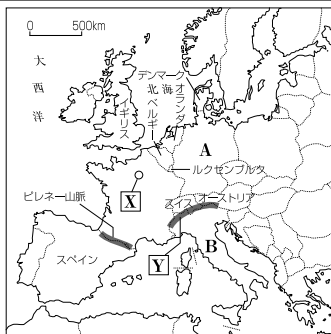 0 500km
大西洋
デンマーク
北海
オランダ
ベルギー
イギリス
A
ルクセンブルク
X
スイス
オーストリア
ピレネー山脈
B
Y
スペイン